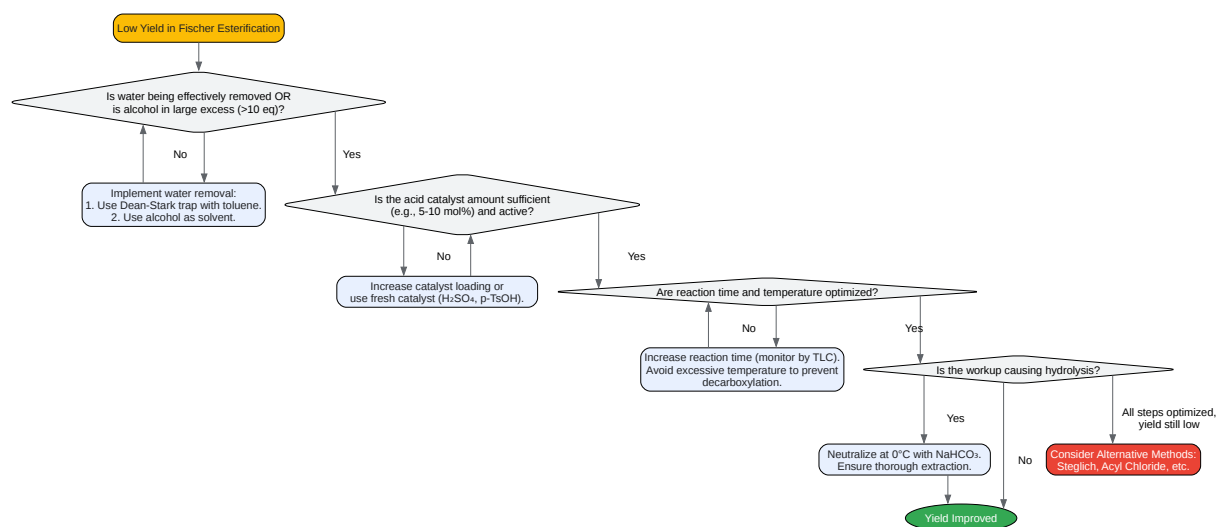 Low Yield in Fischer Esterification
Is water being effectively removed OR
is alcohol in large excess (>10 eq)?
No
Yes
Implement water removal:
1. Use Dean-Stark trap with toluene.
2. Use alcohol as solvent.
Is the acid catalyst amount sufficient
(e.g., 5-10 mol%) and active?
No
Yes
Increase catalyst loading or
use fresh catalyst (H₂SO₄, p-TsOH).
Are reaction time and temperature optimized?
No
Yes
Increase reaction time (monitor by TLC).
Avoid excessive temperature to prevent
decarboxylation.
Is the workup causing hydrolysis?
Yes
All steps optimized,
yield still low
Neutralize at 0°C with NaHCO₃.
Ensure thorough extraction.
No
Consider Alternative Methods:
Steglich, Acyl Chloride, etc.
Yield Improved